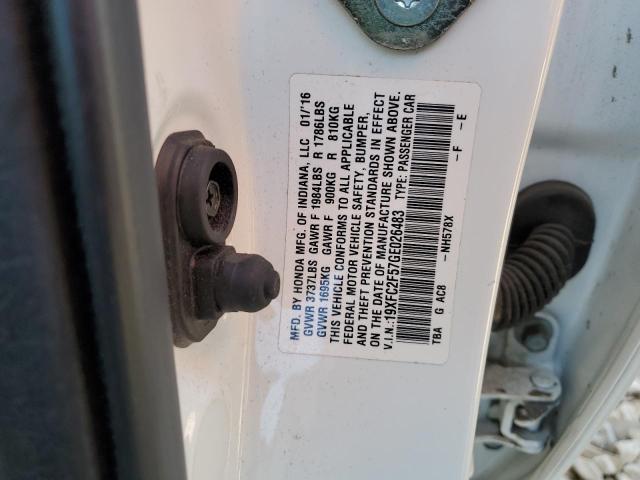 MFD. BY HONDA MFG. OF INDIANA, LLC 01/'16
GVWR 3737LBS GAWR F 1984LBS R 1786LBS
GVWR 1695KG GAWR F 900KG R 810KG
THIS VEHICLE CONFORMS TO ALL APPLICABLE
FEDERAL MOTOR VEHICLE SAFETY, BUMPER,
AND THEFT PREVENTION STANDARDS IN EFFECT
ON THE DATE OF MANUFACTURE SHOWN ABOVE.
V.I.N.:19XFC2F57GE026483 TYPE: PASSENGER CAR
TBA G AC8 - NH578X - F - E